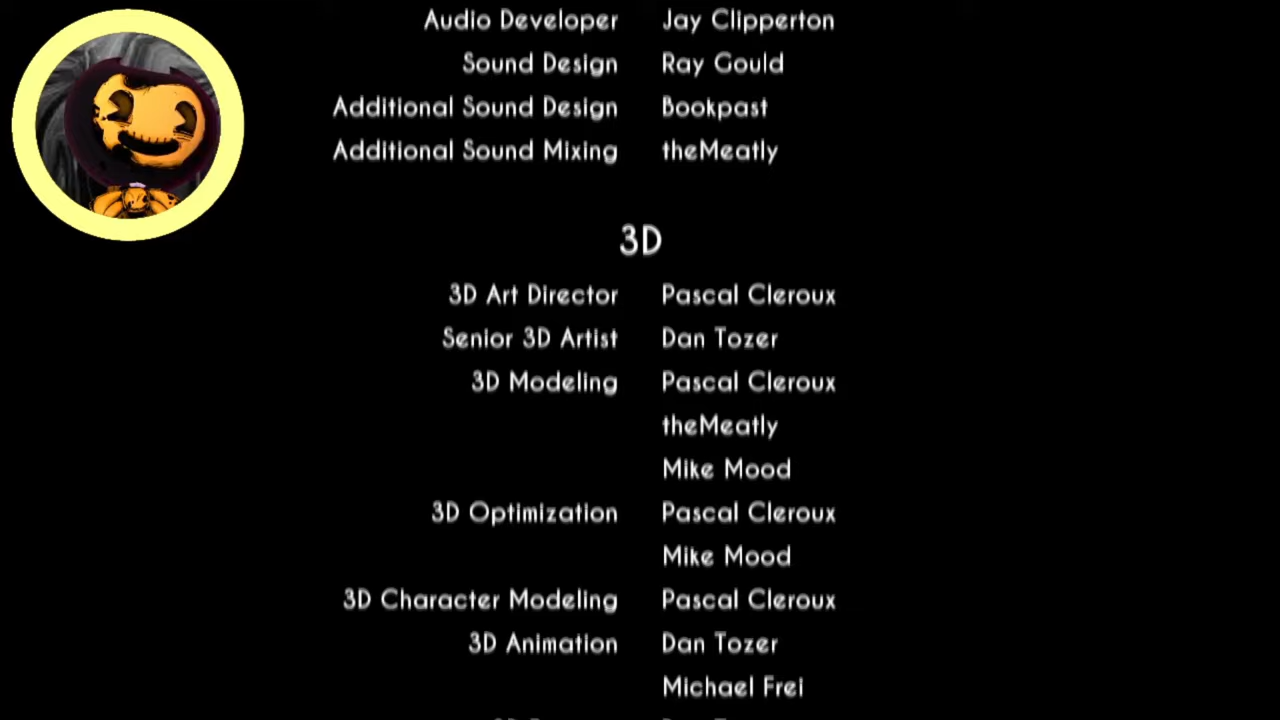 Audio Developer Jay Clipperton
Sound Design Ray Gould
Additional Sound Design Bookpast
Additional Sound Mixing theMeatly
3D
3D Art Director Pascal Cleroux
Senior 3D Artist Dan Tozer
3D Modeling Pascal Cleroux
theMeatly
Mike Mood
3D Optimization Pascal Cleroux
Mike Mood
3D Character Modeling Pascal Cleroux
3D Animation Dan Tozer
Michael Frei